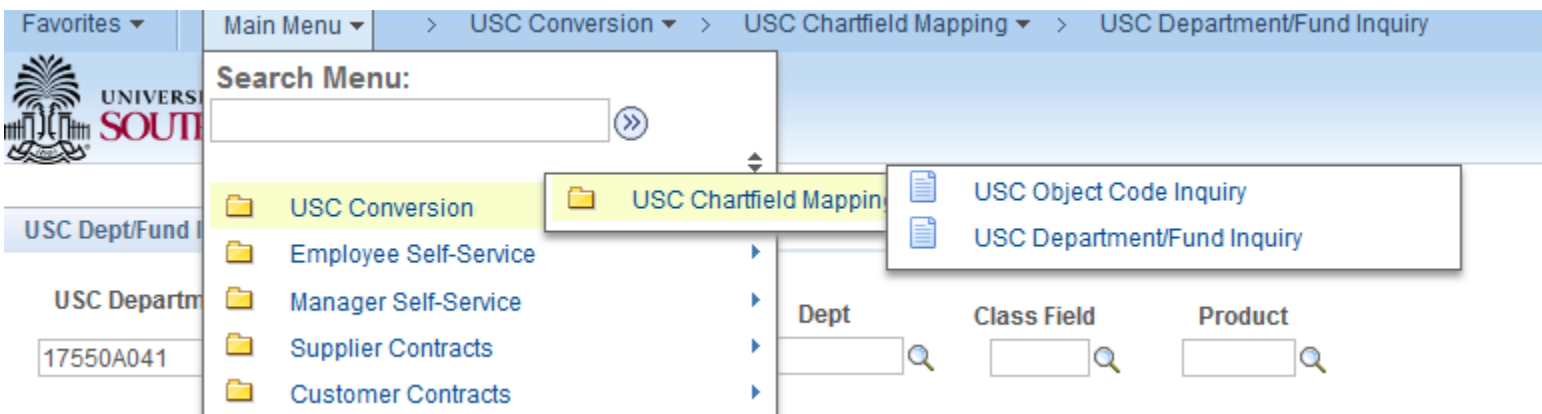 Favorites Main Menu > USC Conversion > USC Chartfield Mapping > USC Department/Fund Inquiry
Search Menu:
UNIVERSI
SOUTH
USC Conversion
USC Chartfield Mapping
USC Object Code Inquiry
USC Department/Fund Inquiry
USC Dept/Fund I
Employee Self-Service
Manager Self-Service
Supplier Contracts
Customer Contracts
USC Departm
Dept
Class Field
Product
17550A041